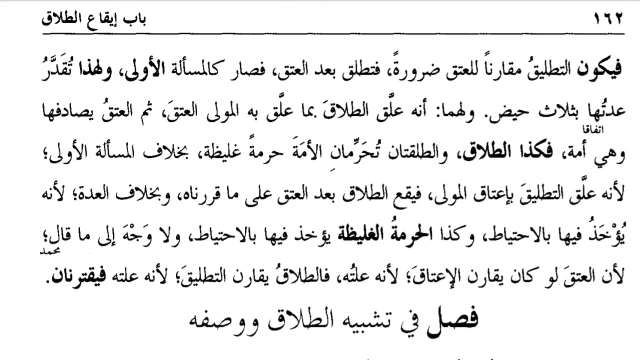 ١٦٢ باب إيقاع الطلاق
فيكون التطليقُ مقارناً للعتق ضرورةً، فتطلق بعد العتق، فصار كالمسألة الأولى، ولهذا تُقَدَّرُ
عدتُها بثلاث حيض. ولهما: أنه علَّق الطلاقَ بما علَّق به المولى العتقَ، ثم العتقُ يصادفها
اتفاقا
وهي أمة، فكذا الطلاق، والطلقتان تُحَرِّمانِ الأمَةَ حرمةً غليظة، بخلاف المسألة الأولى؛
لأنه علَّق التطليقَ بإعتاق المولى، فيقع الطلاق بعد العتق على ما قررناه، وبخلاف العدة؛ لأنه
يُؤْخَذُ فيها بالاحتياط، وكذا الحرمةُ الغليظة يؤخذ فيها بالاحتياط، ولا وَجْهَ إلى ما قال؛
محمد
لأن العتقَ لو كان يقارن الإعتاقَ؛ لأنه علتُه، فالطلاقُ يقارن التطليقَ؛ لأنه علته فيقترنان.
فصل في تشبيه الطلاق ووصفه